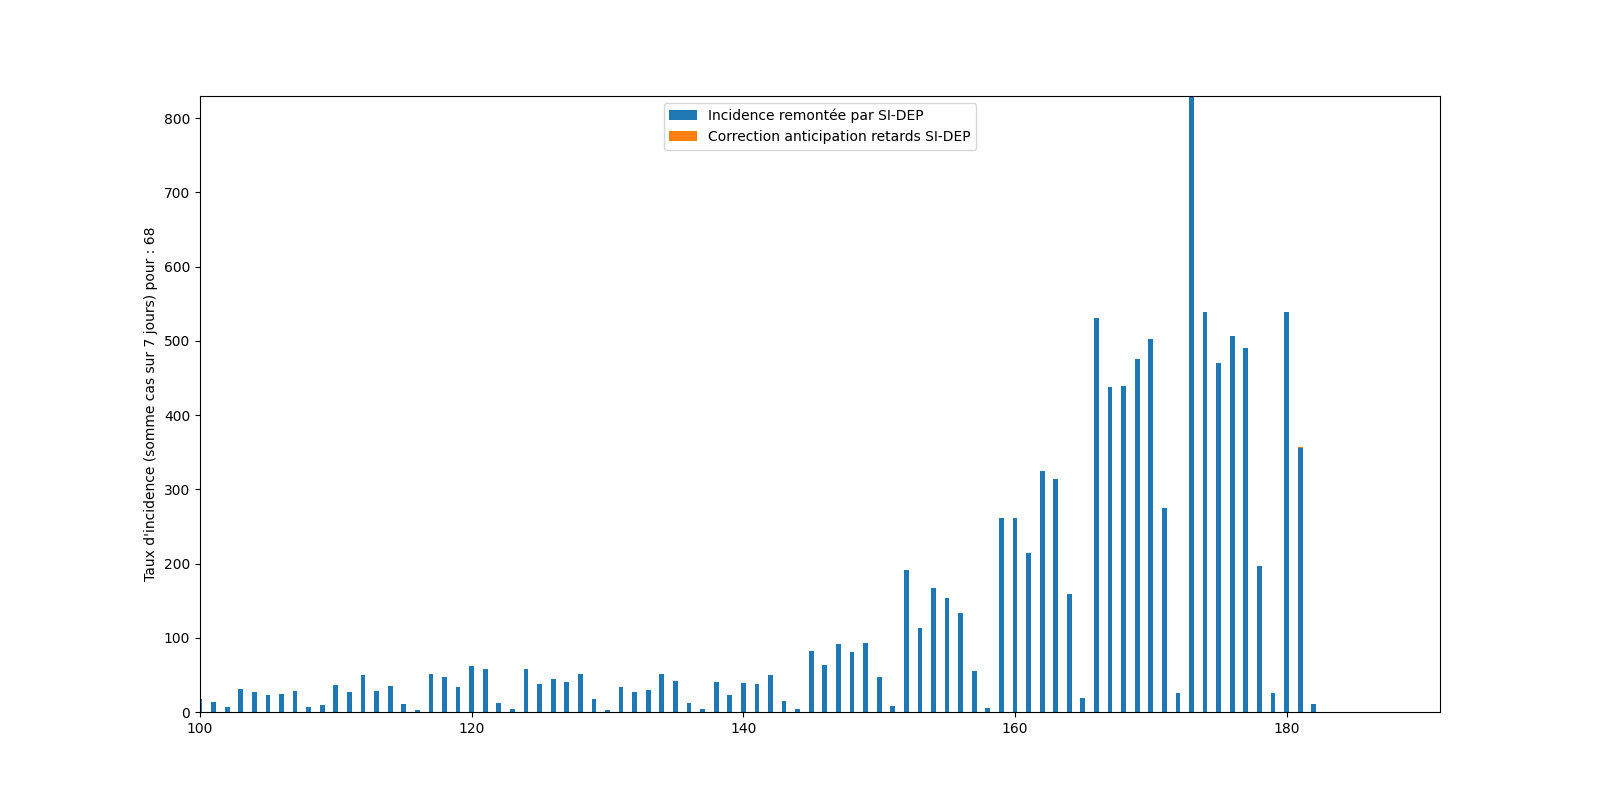 Incidence remontée par SI-DEP
Correction anticipation retards SI-DEP
Taux d'incidence (somme cas sur 7 jours) pour : 68
800
700
600
500
400
300
200
100
0
100 120 140 160 180